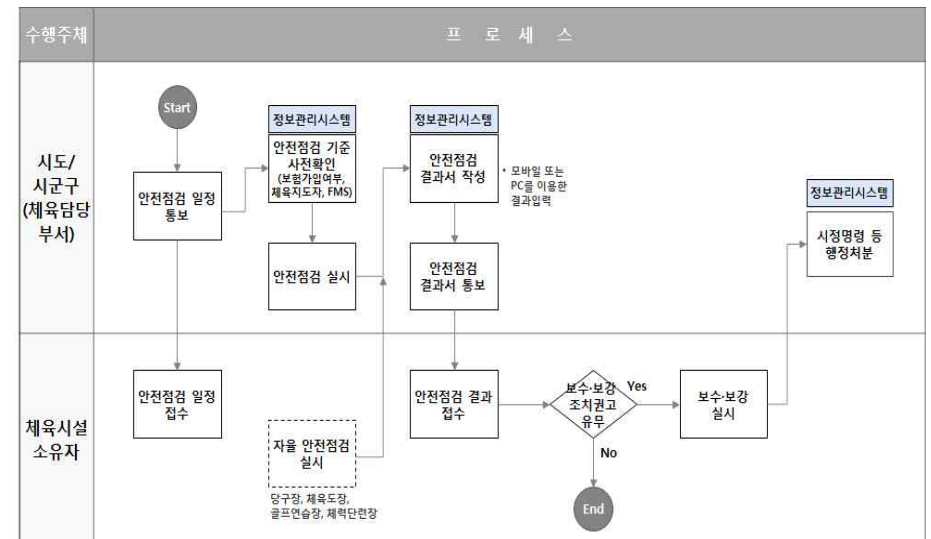 수행주체
프 로 세 스
시도/
시군구
(체육담당
부서)
Start
안전점검 일정
통보
정보관리시스템
안전점검 기준
사전확인
(보험가입여부,
체육지도자, FMS)
안전점검 실시
정보관리시스템
안전점검
결과서 작성
• 모바일 또는
PC를 이용한
결과입력
안전점검
결과서 통보
정보관리시스템
시정명령 등
행정처분
체육시설
소유자
안전점검 일정
접수
자율 안전점검
실시
당구장, 체육도장,
골프연습장, 체력단련장
안전점검 결과
접수
보수·보강
조치권고
유무
Yes
No
보수·보강
실시
End